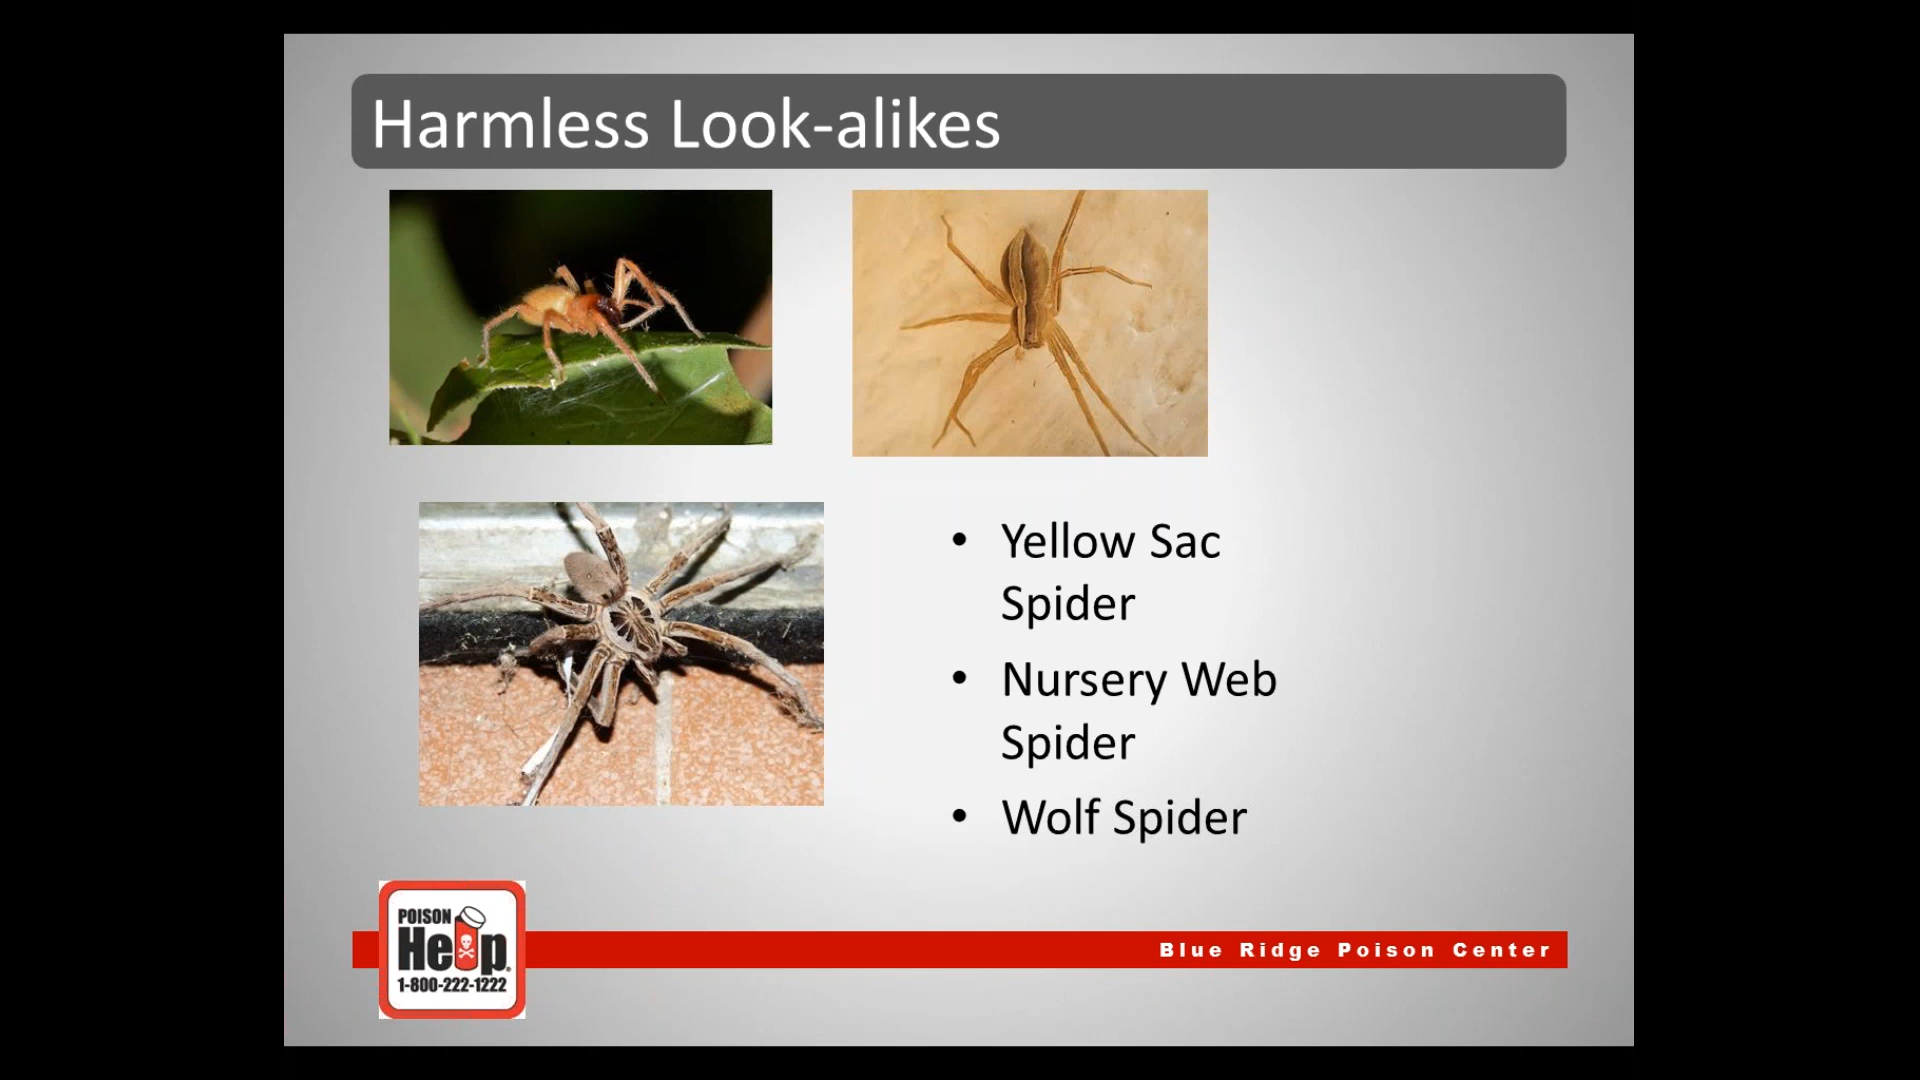 Harmless Look-alikes
• Yellow Sac
Spider
• Nursery Web
Spider
• Wolf Spider
POISON
Help®
1-800-222-1222
Blue Ridge Poison Center